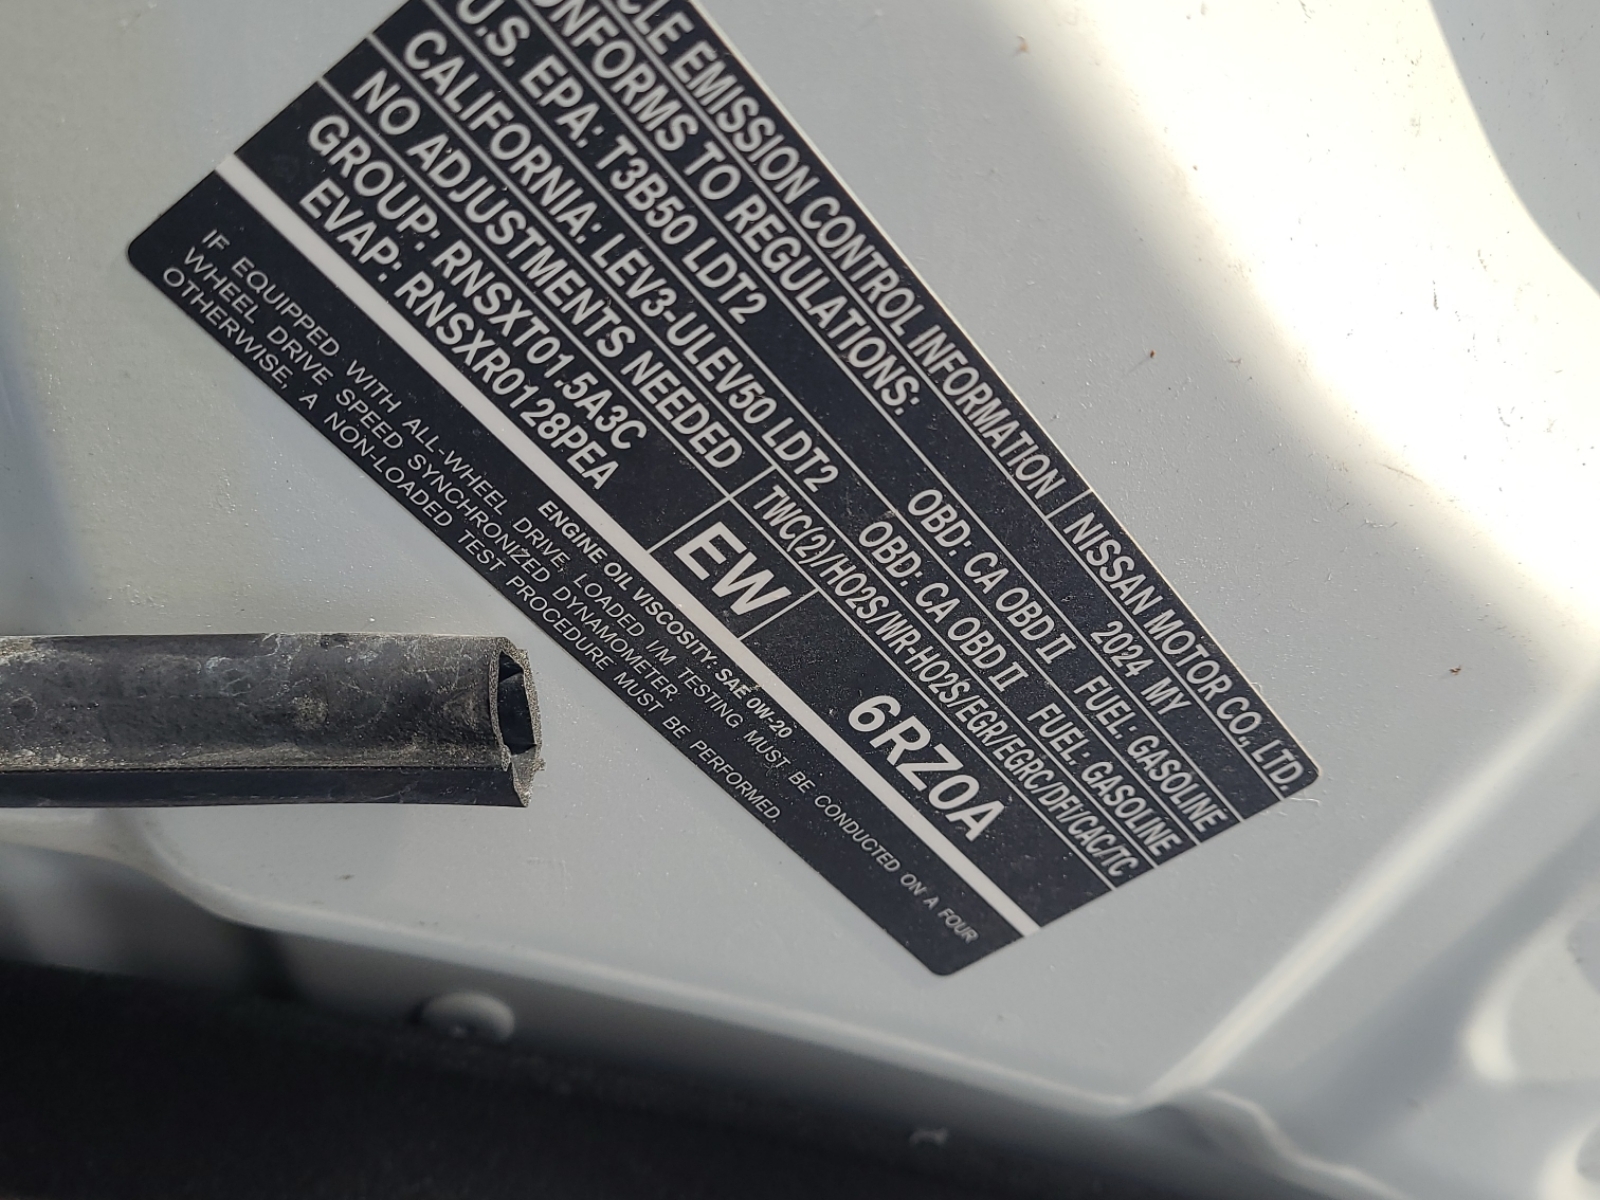 CLE EMISSION CONTROL INFORMATION NISSAN MOTOR CO., LTD.
ONFORMS TO REGULATIONS: 2024 MY
U.S. EPA: T3B50 LDT2 OBD: CA OBD II FUEL: GASOLINE
CALIFORNIA: LEV3-ULEV50 LDT2 OBD: CA OBD II FUEL: GASOLINE
NO ADJUSTMENTS NEEDED TWC(2)/HO2S/WR-HO2S/EGR/EGRC/DFI/CAC/TC
GROUP: RNSXT01.5A3C
EVAP: RNSXR0128PEA
EW 6RZ0A
ENGINE OIL VISCOSITY: SAE 0W-20
IF EQUIPPED WITH ALL-WHEEL DRIVE, LOADED I/M TESTING MUST BE CONDUCTED ON A FOUR
WHEEL DRIVE SPEED SYNCHRONIZED DYNAMOMETER.
OTHERWISE, A NON-LOADED TEST PROCEDURE MUST BE PERFORMED.